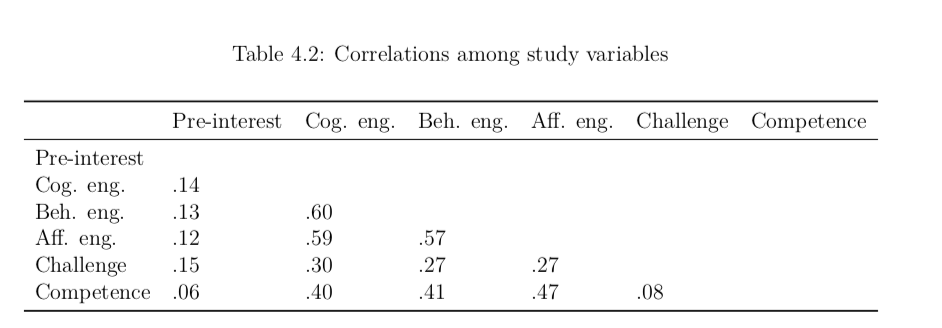 Table 4.2: Correlations among study variables
Pre-interest Cog. eng. Beh. eng. Aff. eng. Challenge Competence
Pre-interest
Cog. eng. .14
Beh. eng. .13 .60
Aff. eng. .12 .59 .57
Challenge .15 .30 .27 .27
Competence .06 .40 .41 .47 .08